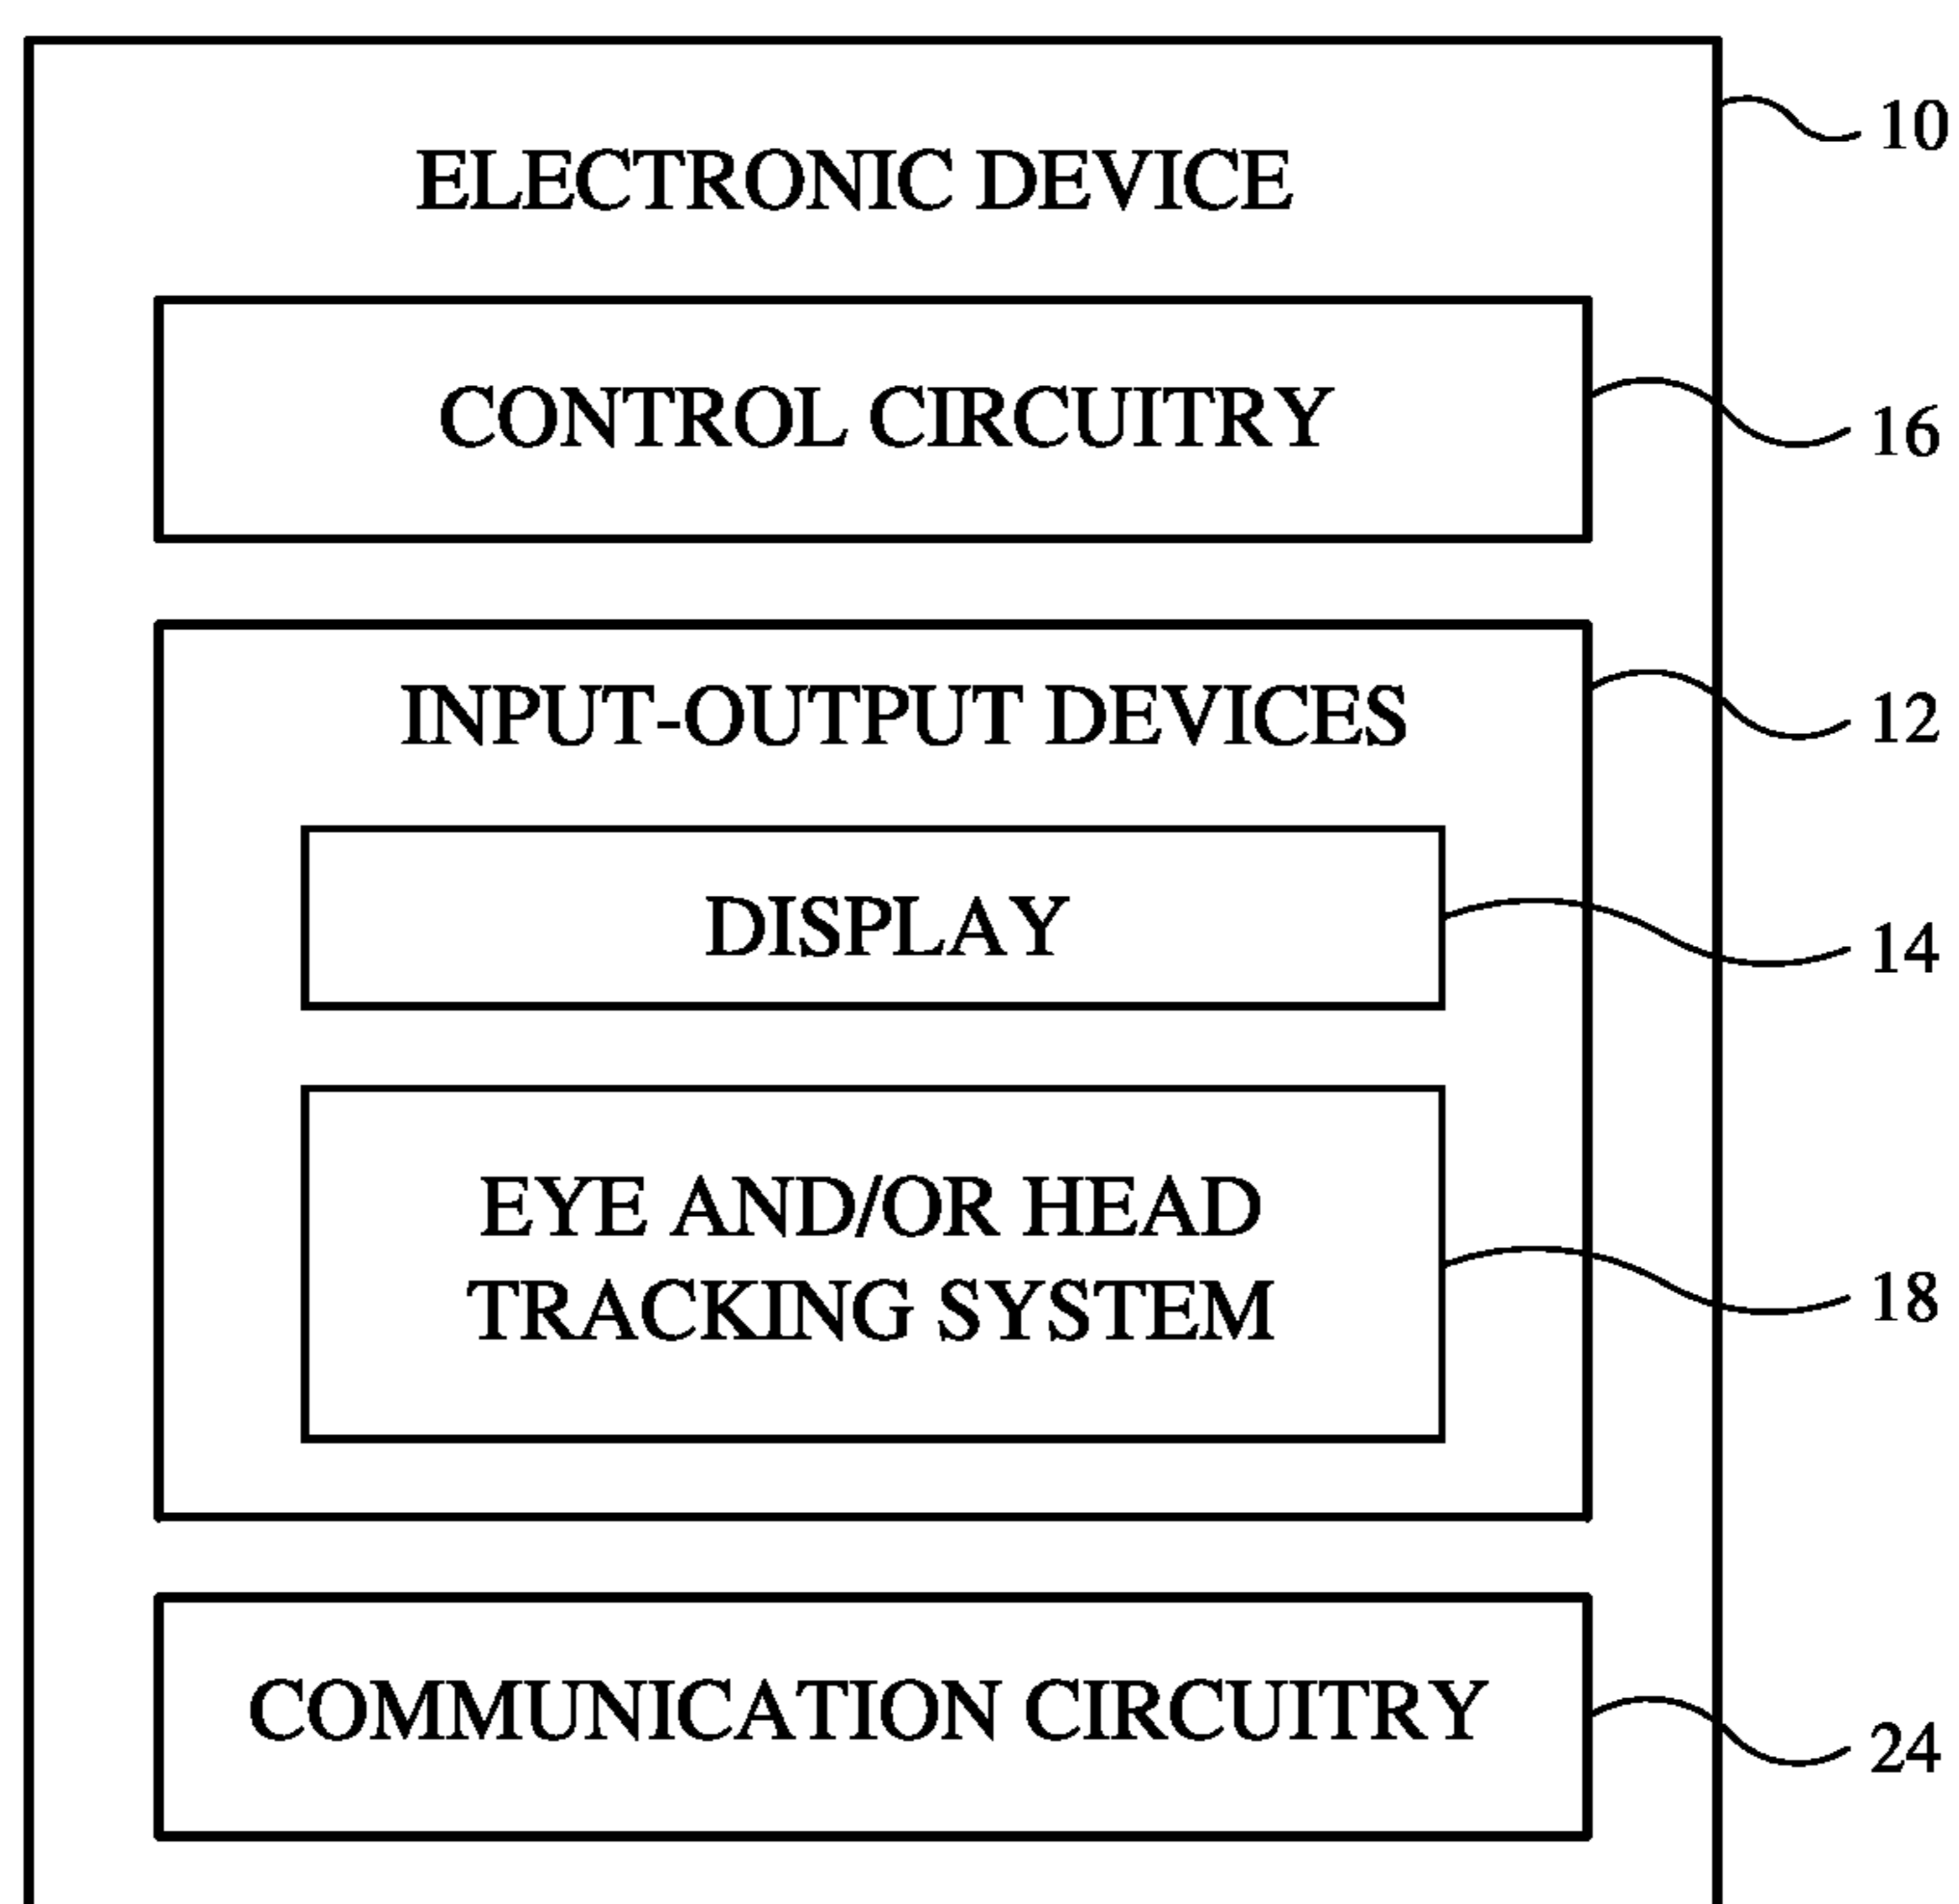 ELECTRONIC DEVICE
10
CONTROL CIRCUITRY
16
INPUT-OUTPUT DEVICES
12
DISPLAY
14
EYE AND/OR HEAD
TRACKING SYSTEM
18
COMMUNICATION CIRCUITRY
24